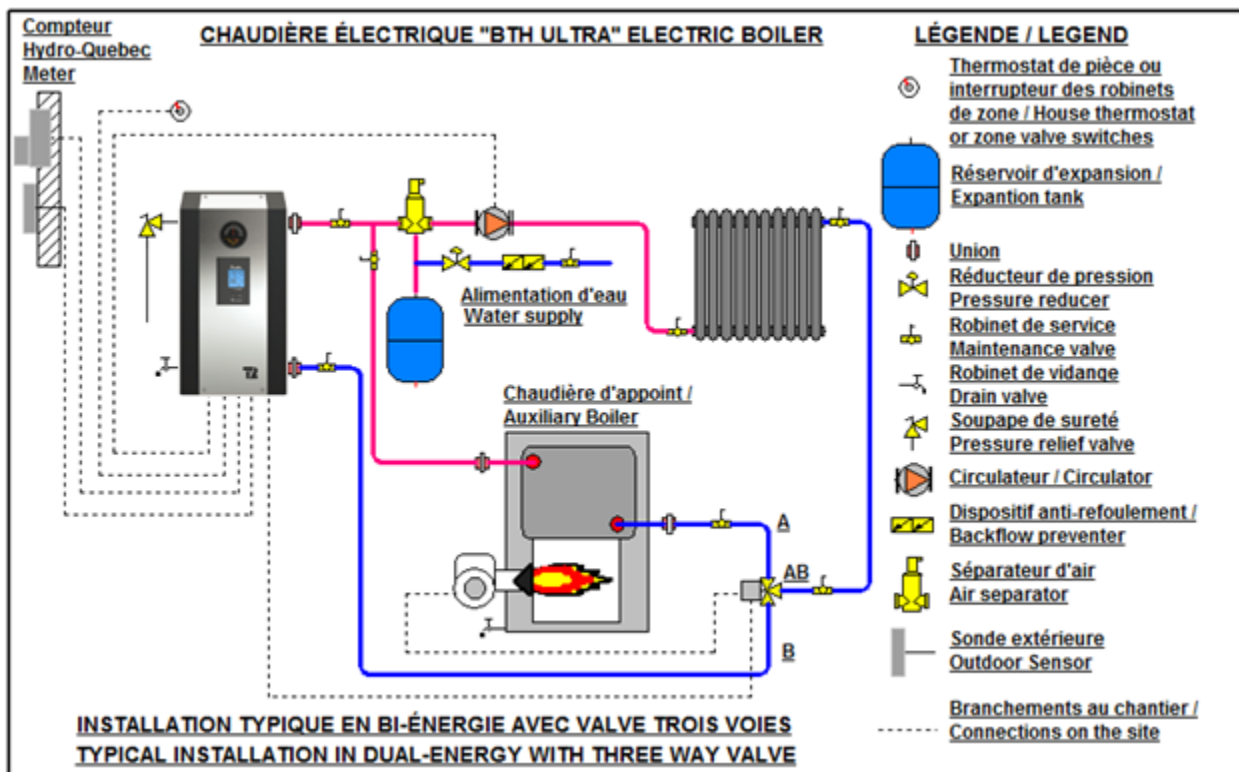 Compteur
Hydro-Quebec
Meter
CHAUDIÈRE ÉLECTRIQUE "BTH ULTRA" ELECTRIC BOILER
Alimentation d'eau
Water supply
Chaudière d'appoint /
Auxiliary Boiler
A
AB
B
INSTALLATION TYPIQUE EN BI-ÉNERGIE AVEC VALVE TROIS VOIES
TYPICAL INSTALLATION IN DUAL-ENERGY WITH THREE WAY VALVE
LÉGENDE / LEGEND
Thermostat de pièce ou
interrupteur des robinets
de zone / House thermostat
or zone valve switches
Réservoir d'expansion /
Expantion tank
Union
Réducteur de pression
Pressure reducer
Robinet de service
Maintenance valve
Robinet de vidange
Drain valve
Soupape de sureté
Pressure relief valve
Circulateur / Circulator
Dispositif anti-refoulement /
Backflow preventer
Séparateur d'air
Air separator
Sonde extérieure
Outdoor Sensor
Branchements au chantier /
Connections on the site